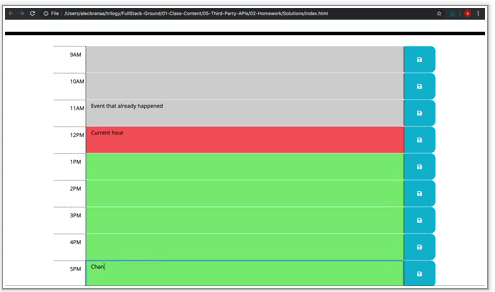 File | /Users/alecbranaa/trilogy/FullStack-Ground/01-Class-Content/05-Third-Party-APIs/02-Homework/Solutions/index.html
9AM
10AM
11AM Event that already happened
12PM Current hour
1PM
2PM
3PM
4PM
5PM Chan